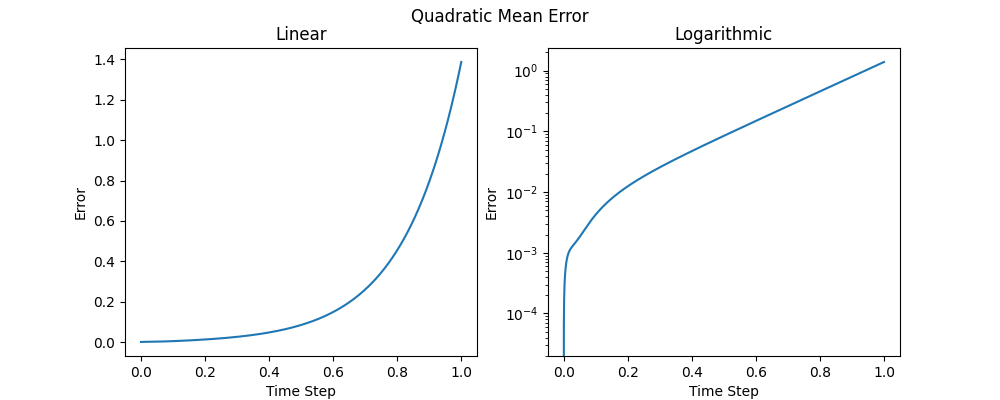 Quadratic Mean Error
Linear
1.4
1.2
1.0
0.8
0.6
0.4
0.2
0.0
Error
0.0 0.2 0.4 0.6 0.8 1.0
Time Step
Logarithmic
10⁰
10⁻¹
10⁻²
10⁻³
10⁻⁴
Error
0.0 0.2 0.4 0.6 0.8 1.0
Time Step